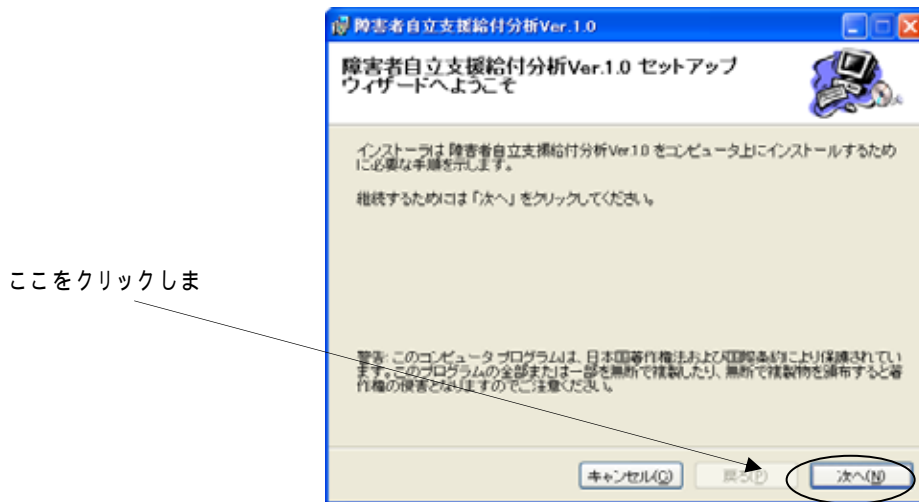 障害者自立支援給付分析Ver.1.0
障害者自立支援給付分析Ver.1.0 セットアップ
ウィザードへようこそ
インストーラは 障害者自立支援給付分析Ver.1.0 をコンピュータ上にインストールするため
に必要な手順を示します。
継続するためには「次へ」をクリックしてください。
ここをクリックしま
警告: このコンピュータ プログラムは、日本国著作権法および国際条約により保護されてい
ます。このプログラムの全部または一部を無断で複製したり、無断で複製物を頒布すると著
作権の侵害となりますのでご注意ください。
キャンセル(C)
戻る(P)
次へ(N)